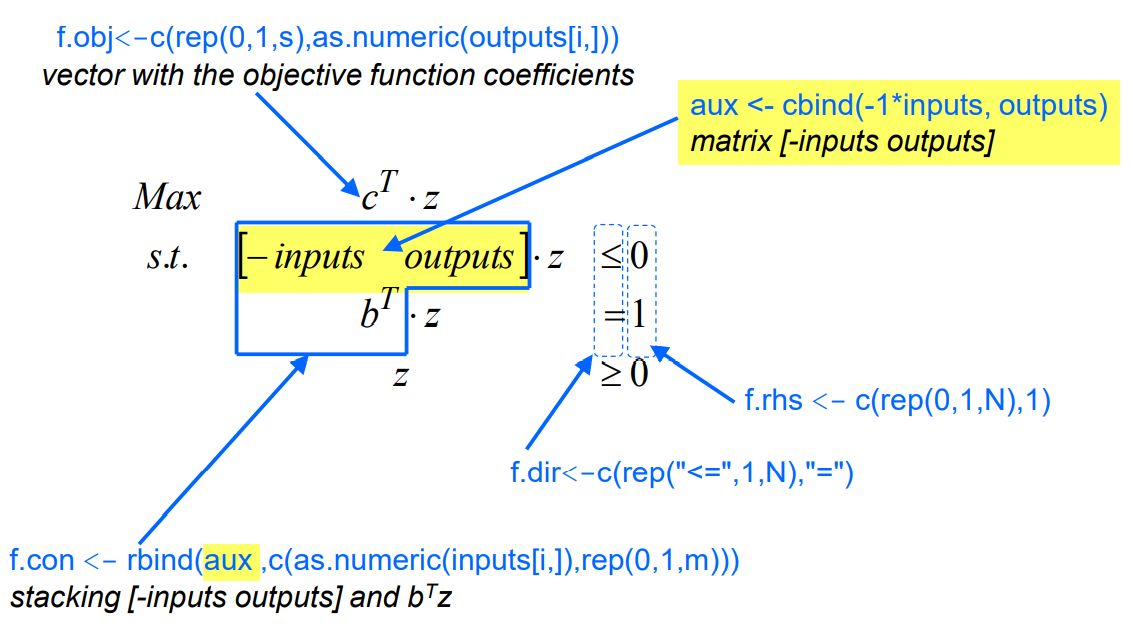 f.obj<-c(rep(0,1,s),as.numeric(outputs[i,]))
vector with the objective function coefficients
aux <- cbind(-1*inputs, outputs)
matrix [-inputs outputs]
Max c^T · z
s.t. [− inputs outputs] · z ≤ 0
b^T · z = 1
z ≥ 0
f.rhs <- c(rep(0,1,N),1)
f.dir<-c(rep("<=",1,N),"=")
f.con <- rbind(aux ,c(as.numeric(inputs[i,]),rep(0,1,m)))
stacking [-inputs outputs] and b^Tz